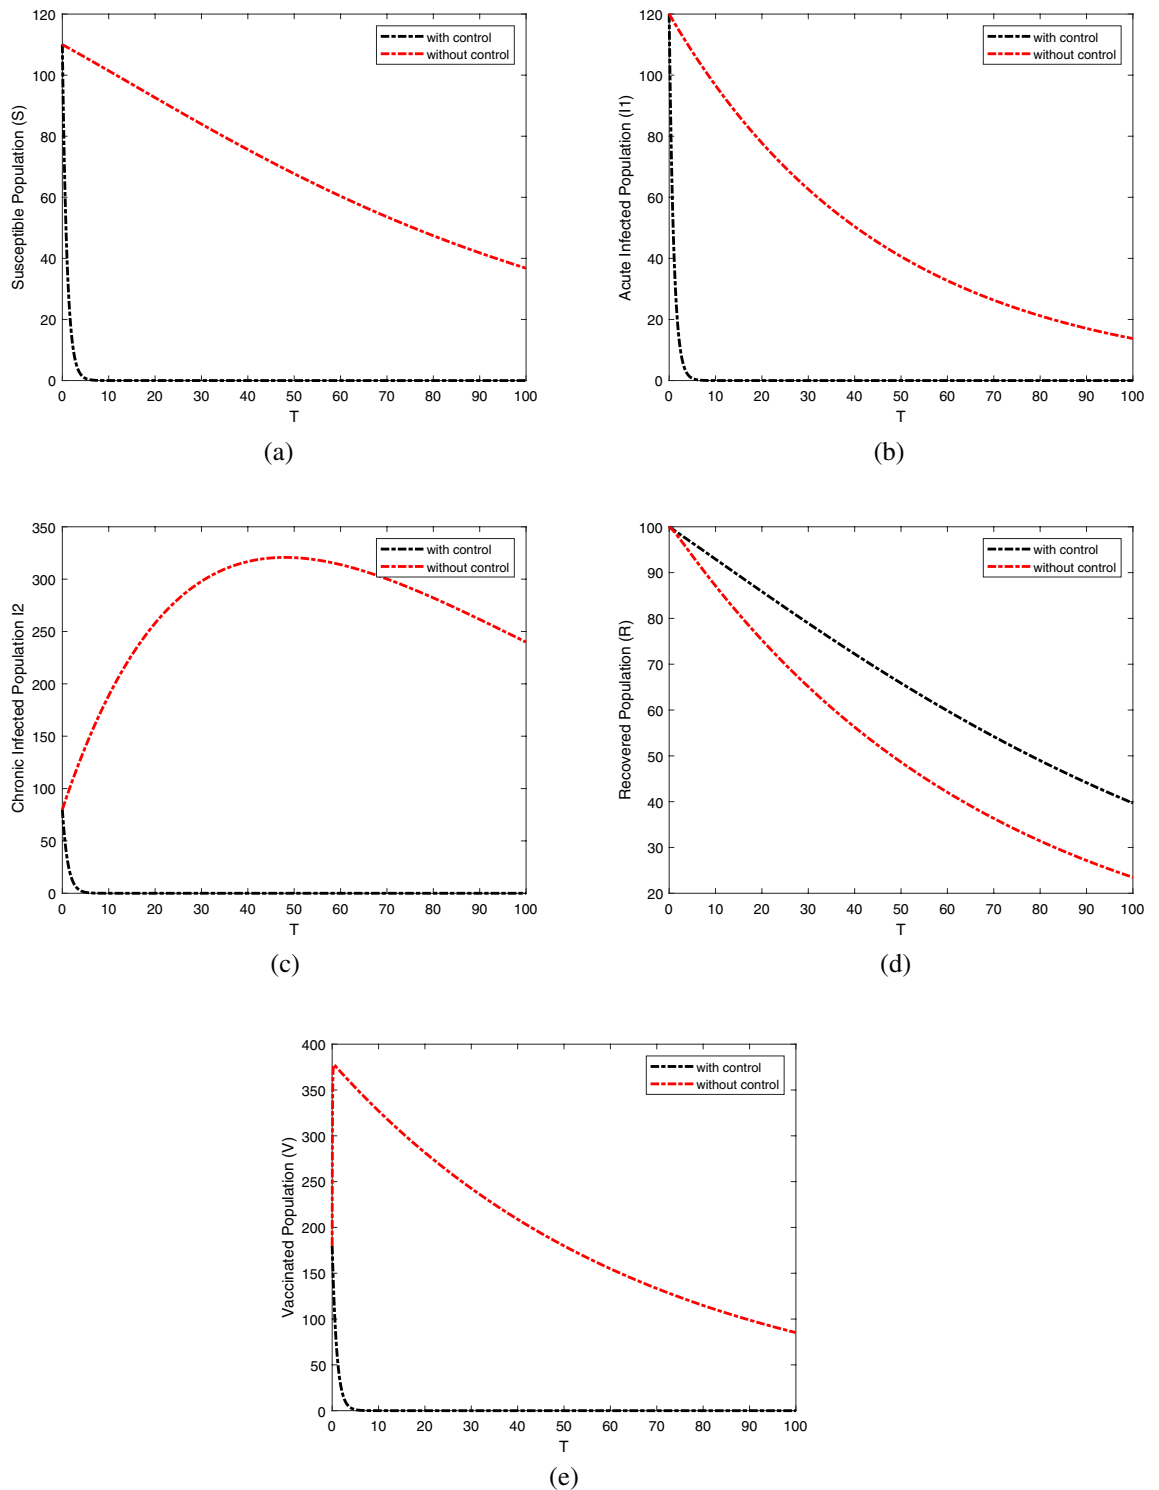 120
100
80
60
40
20
0
Susceptible Population (S)
with control
without control
0 10 20 30 40 50 60 70 80 90 100
T
(a)
120
100
80
60
40
20
0
Acute Infected Population (I1)
with control
without control
0 10 20 30 40 50 60 70 80 90 100
T
(b)
350
300
250
200
150
100
50
0
Chronic Infected Population I2
with control
without control
0 10 20 30 40 50 60 70 80 90 100
T
(c)
100
90
80
70
60
50
40
30
20
Recovered Population (R)
with control
without control
0 10 20 30 40 50 60 70 80 90 100
T
(d)
400
350
300
250
200
150
100
50
0
Vaccinated Population (V)
with control
without control
0 10 20 30 40 50 60 70 80 90 100
T
(e)